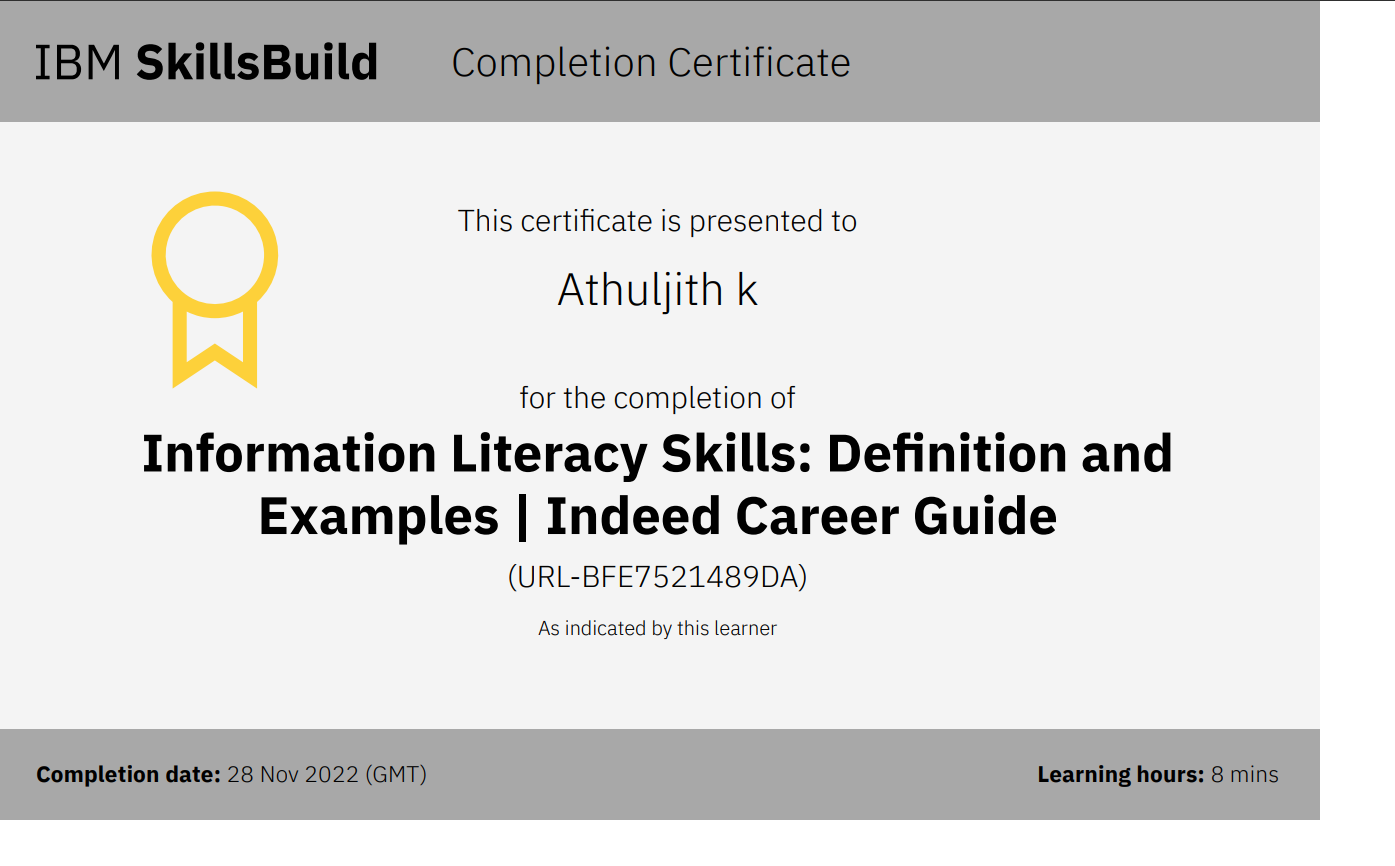 IBM SkillsBuild Completion Certificate
This certificate is presented to
Athuljith k
for the completion of
Information Literacy Skills: Definition and
Examples | Indeed Career Guide
(URL-BFE7521489DA)
As indicated by this learner
Completion date: 28 Nov 2022 (GMT) Learning hours: 8 mins